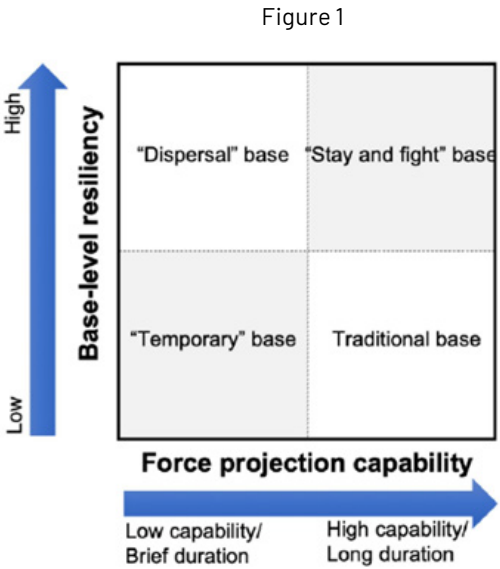 Figure 1
High
Low
Base-level resiliency
“Dispersal” base
“Stay and fight” base
“Temporary” base
Traditional base
Force projection capability
Low capability/
Brief duration
High capability/
Long duration